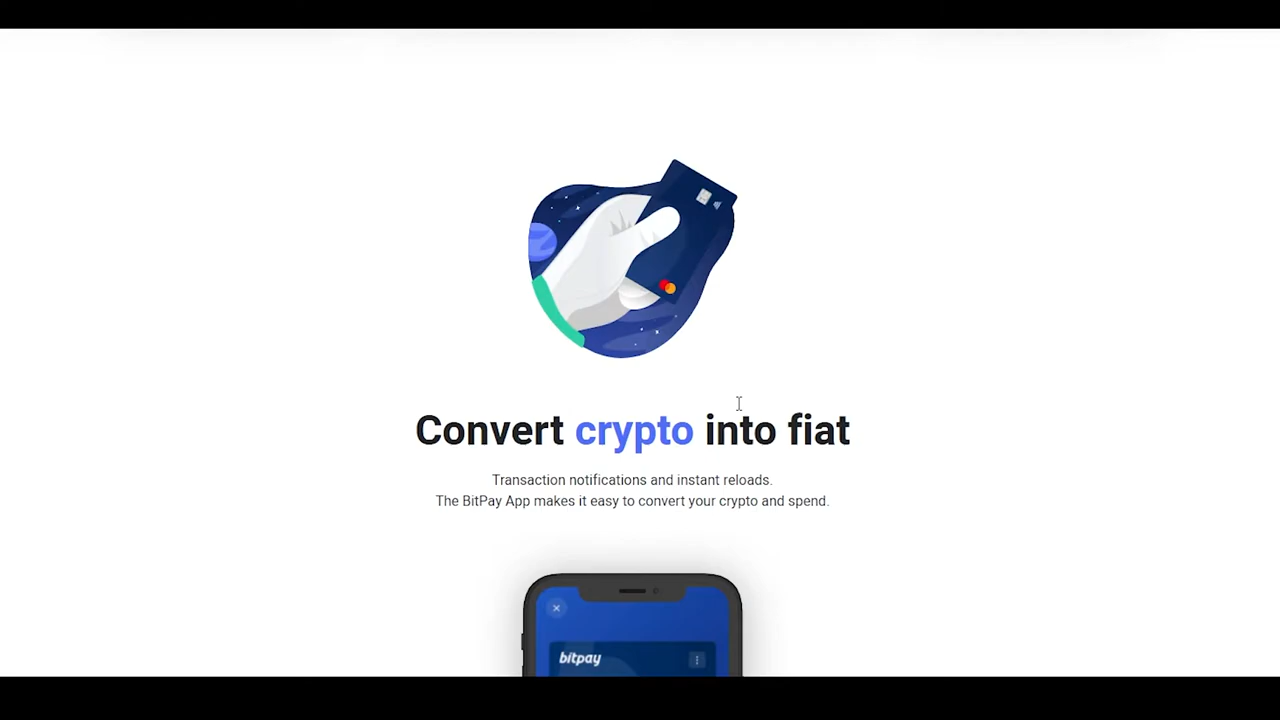 Convert crypto into fiat
Transaction notifications and instant reloads.
The BitPay App makes it easy to convert your crypto and spend.
bitpay